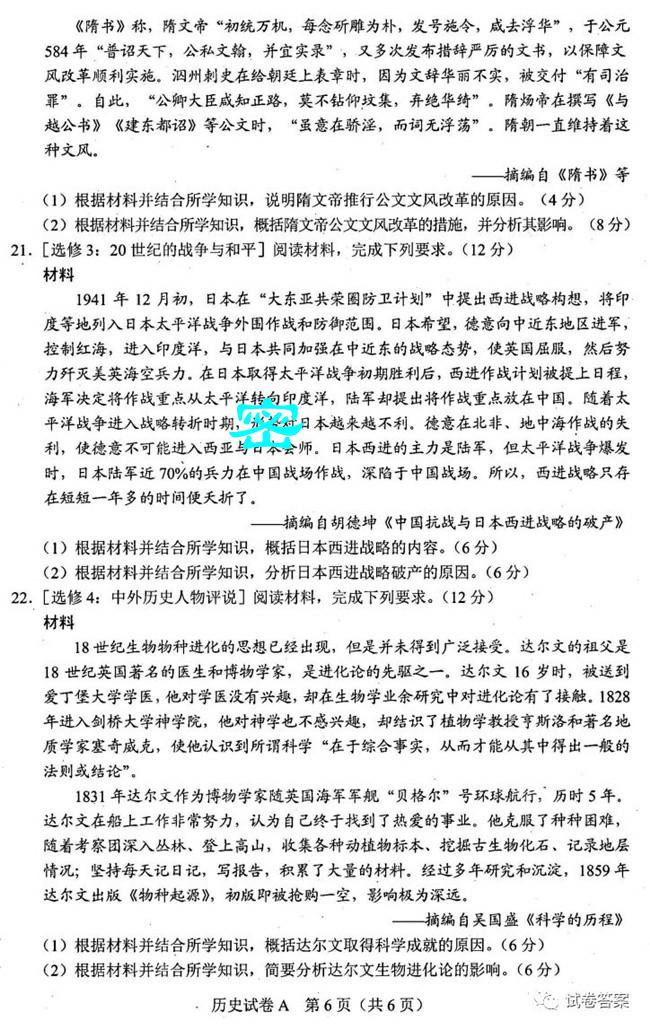 《隋书》称，隋文帝“初统万机，每念斫雕为朴，发号施令，咸去浮华”，于公元
584 年“普诏天下，公私文翰，并宜实录”，又多次发布措辞严厉的文书，以保障文
风改革顺利实施。泗州刺史在给朝廷上表章时，因为文辞华丽不实，被交付“有司治
罪”。自此，“公卿大臣咸知正路，莫不钻仰坟集，弃绝华绮”。隋炀帝在撰写《与
越公书》《建东都诏》等公文时，“虽意在骄淫，而词无浮荡”。隋朝一直维持着这
种文风。
——摘编自《隋书》等
（1）根据材料并结合所学知识，说明隋文帝推行公文文风改革的原因。（4 分）
（2）根据材料并结合所学知识，概括隋文帝公文文风改革的措施，并分析其影响。（8 分）
21．［选修 3：20 世纪的战争与和平］阅读材料，完成下列要求。（12 分）
材料
1941 年 12 月初，日本在“大东亚共荣圈防卫计划”中提出西进战略构想，将印
度等地列入日本太平洋战争外围作战和防御范围。日本希望，德意向中近东地区进军，
控制红海，进入印度洋，与日本共同加强在中近东的战略态势，使英国屈服，然后努
力歼灭美英海空兵力。在日本取得太平洋战争初期胜利后，西进作战计划被提上日程，
海军决定将作战重点从太平洋转向印度洋，陆军却提出将作战重点放在中国。随着太
平洋战争进入战略转折时期，密对日本越来越不利。德意在北非、地中海作战的失
利，使德意不可能进入西亚与日本会师。日本西进的主力是陆军，但太平洋战争爆发
时，日本陆军近 70%的兵力在中国战场作战，深陷于中国战场。所以，西进战略只存
在短短一年多的时间便夭折了。
——摘编自胡德坤《中国抗战与日本西进战略的破产》
（1）根据材料并结合所学知识，概括日本西进战略的内容。（6 分）
（2）根据材料并结合所学知识，分析日本西进战略破产的原因。（6 分）
22．［选修 4：中外历史人物评说］阅读材料，完成下列要求。（12 分）
材料
18 世纪生物物种进化的思想已经出现，但是并未得到广泛接受。达尔文的祖父是
18 世纪英国著名的医生和博物学家，是进化论的先驱之一。达尔文 16 岁时，被送到
爱丁堡大学学医，他对学医没有兴趣，却在生物学业余研究中对进化论有了接触。1828
年进入剑桥大学神学院，他对神学也不感兴趣，却结识了植物学教授亨斯洛和著名地
质学家塞奇威克，使他认识到所谓科学“在于综合事实，从而才能从其中得出一般的
法则或结论”。
1831 年达尔文作为博物学家随英国海军军舰“贝格尔”号环球航行，历时 5 年。
达尔文在船上工作非常努力，认为自己终于找到了热爱的事业。他克服了种种困难，
随着考察团深入丛林、登上高山，收集各种动植物标本、挖掘古生物化石、记录地层
情况；坚持每天记日记，写报告，积累了大量的材料。经过多年研究和沉淀，1859 年
达尔文出版《物种起源》，初版即被抢购一空，影响极为深远。
——摘编自吴国盛《科学的历程》
（1）根据材料并结合所学知识，概括达尔文取得科学成就的原因。（6 分）
（2）根据材料并结合所学知识，简要分析达尔文生物进化论的影响。（6 分）
历史试卷 A 第 6 页（共 6 页）
试卷答案